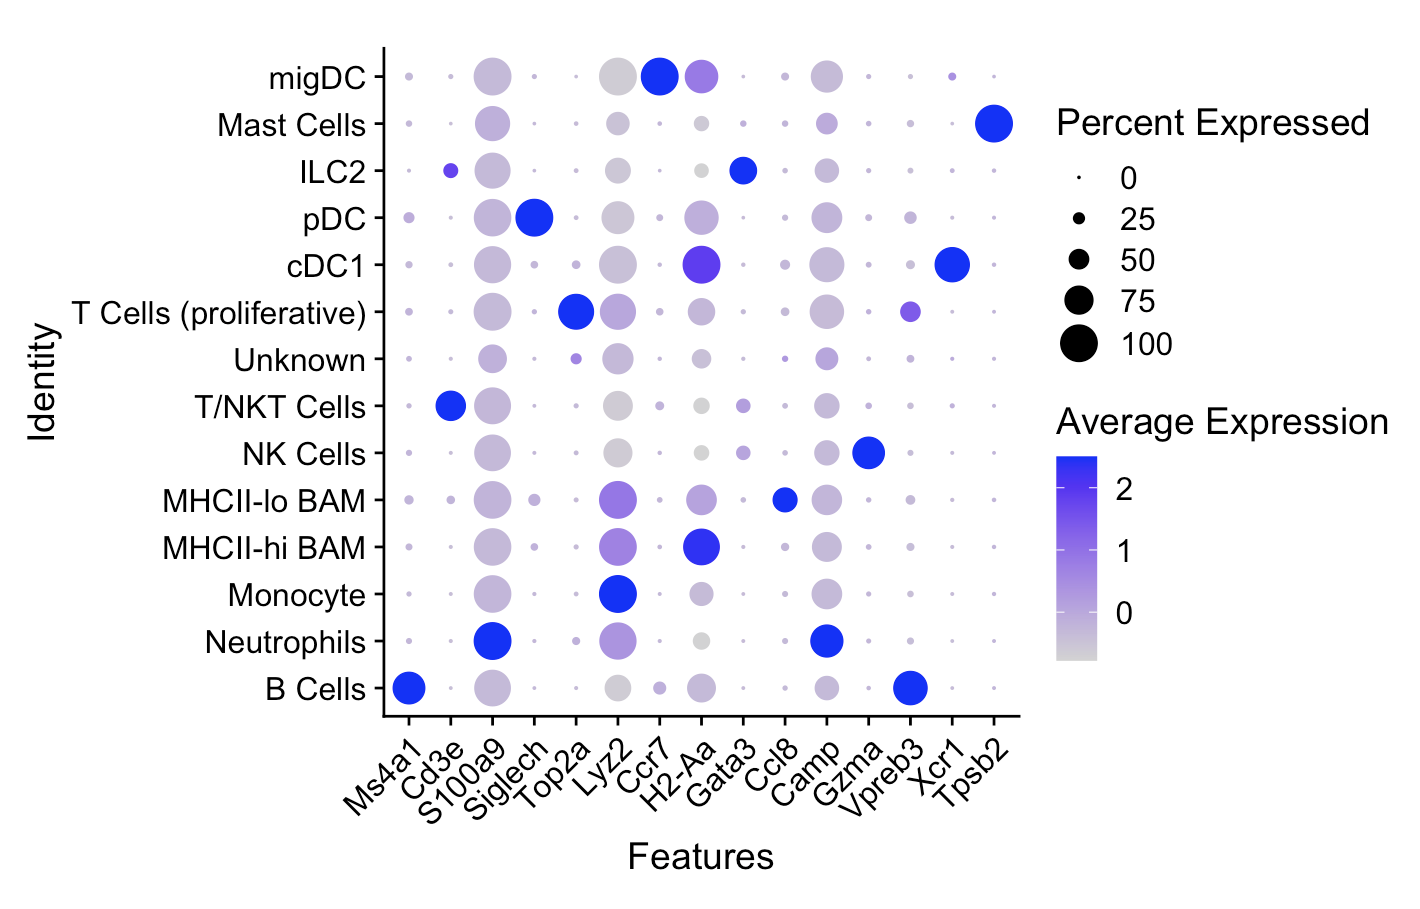 migDC
Mast Cells
ILC2
pDC
cDC1
T Cells (proliferative)
Unknown
T/NKT Cells
NK Cells
MHCII-lo BAM
MHCII-hi BAM
Monocyte
Neutrophils
B Cells
Identity
Ms4a1
Cd3e
S100a9
Siglech
Top2a
Lyz2
Ccr7
H2-Aa
Gata3
Ccl8
Camp
Gzma
Vpreb3
Xcr1
Tpsb2
Features
Percent Expressed
0
25
50
75
100
Average Expression
2
1
0